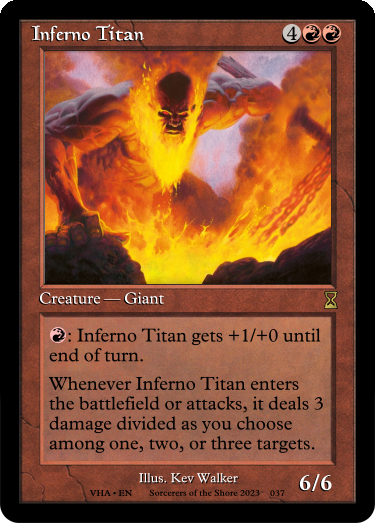 Inferno Titan 4
Creature — Giant
: Inferno Titan gets +1/+0 until
end of turn.
Whenever Inferno Titan enters
the battlefield or attacks, it deals 3
damage divided as you choose
among one, two, or three targets.
Illus. Kev Walker
6/6
VHA • EN Sorcerers of the Shore 2023 037